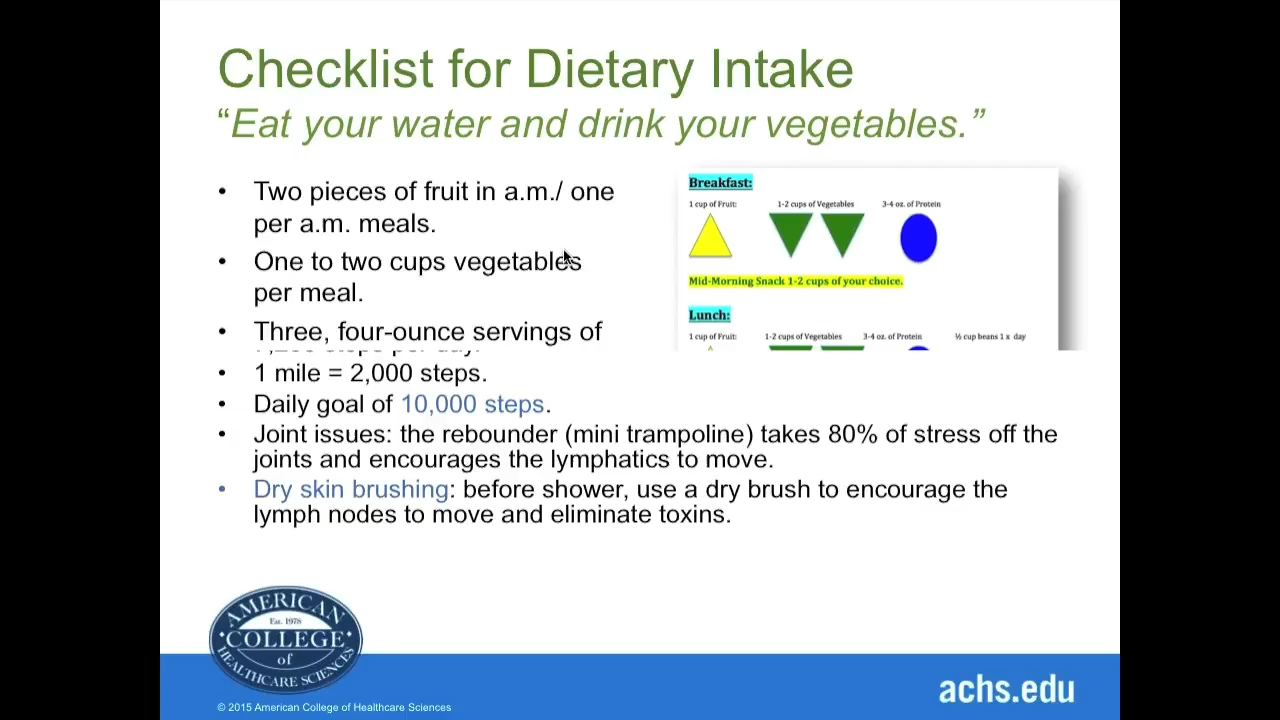 Checklist for Dietary Intake
“Eat your water and drink your vegetables.”
• Two pieces of fruit in a.m./ one
per a.m. meals.
• One to two cups vegetables
per meal.
• Three, four-ounce servings of
• 1 mile = 2,000 steps.
• Daily goal of 10,000 steps.
• Joint issues: the rebounder (mini trampoline) takes 80% of stress off the
joints and encourages the lymphatics to move.
• Dry skin brushing: before shower, use a dry brush to encourage the
lymph nodes to move and eliminate toxins.
Breakfast:
1 cup of Fruit: 1-2 cups of Vegetables 3-4 oz. of Protein
Mid-Morning Snack 1-2 cups of your choice.
Lunch:
1 cup of Fruit: 1-2 cups of Vegetables 3-4 oz. of Protein ½ cup beans 1 x day
AMERICAN
Est. 1978
COLLEGE
of
HEALTHCARE SCIENCES
achs.edu
© 2015 American College of Healthcare Sciences